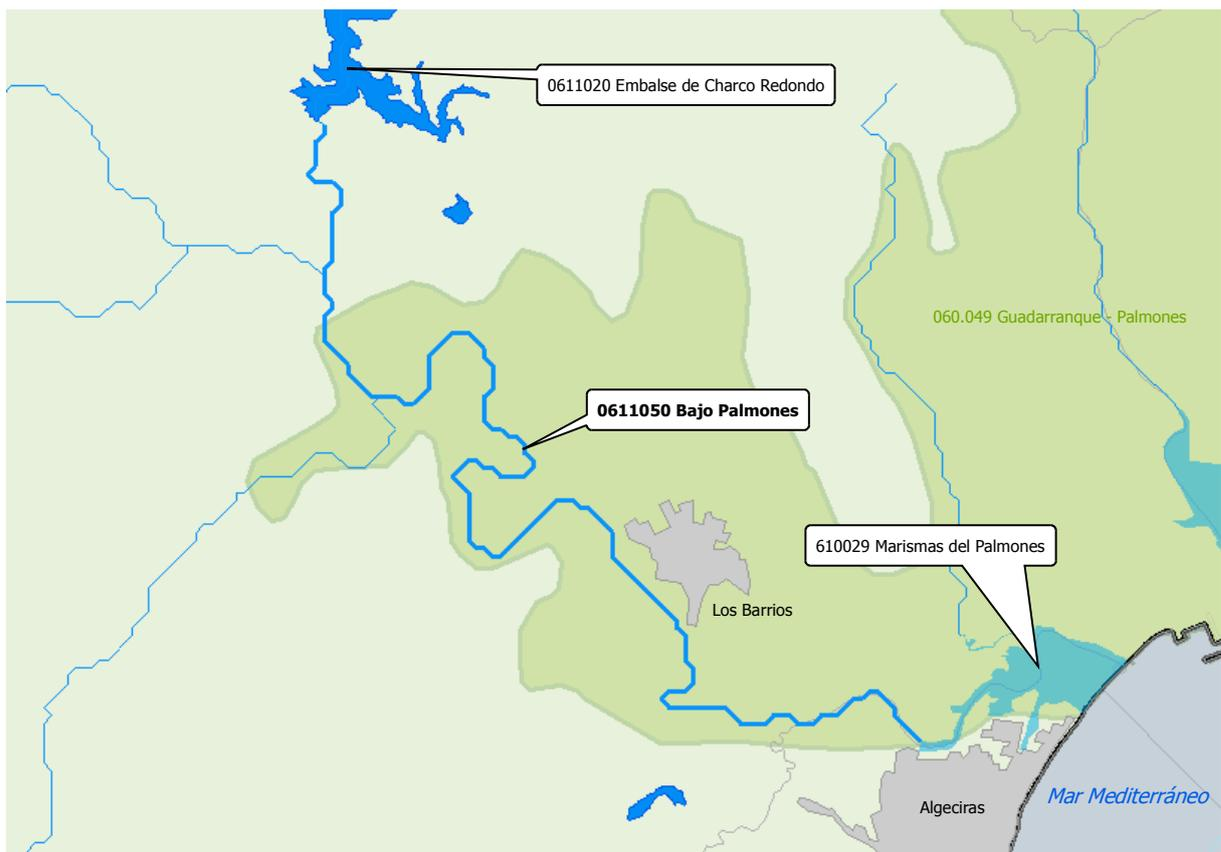 0611020 Embalse de Charco Redondo
060.049 Guadarranque - Palmones
0611050 Bajo Palmones
610029 Marismas del Palmones
Los Barrios
Mar Mediterráneo
Algeciras